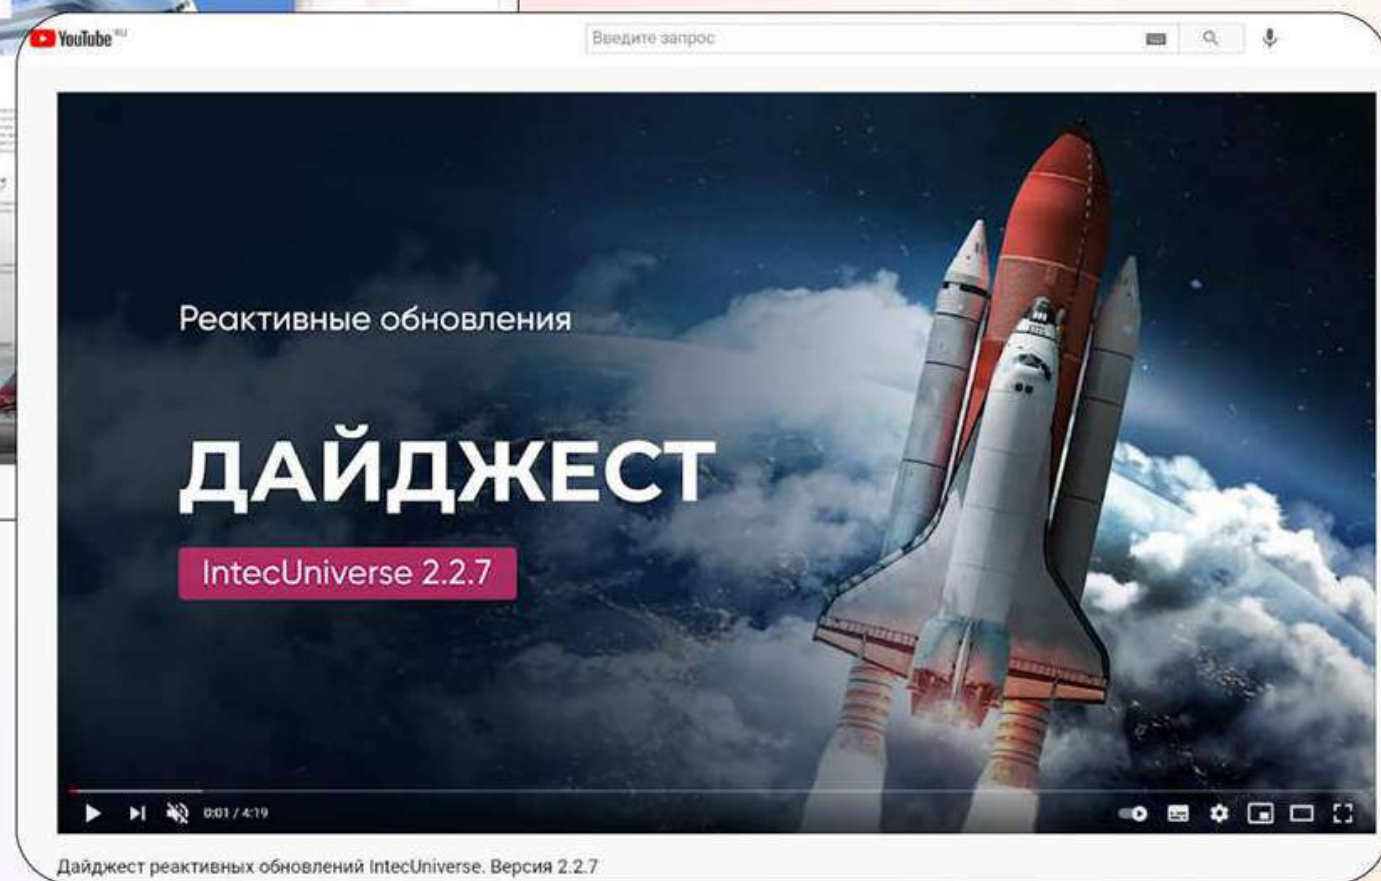 YouTube RU
Введите запрос
Реактивные обновления
ДАЙДЖЕСТ
IntecUniverse 2.2.7
0:01 / 4:19
Дайджест реактивных обновлений IntecUniverse. Версия 2.2.7